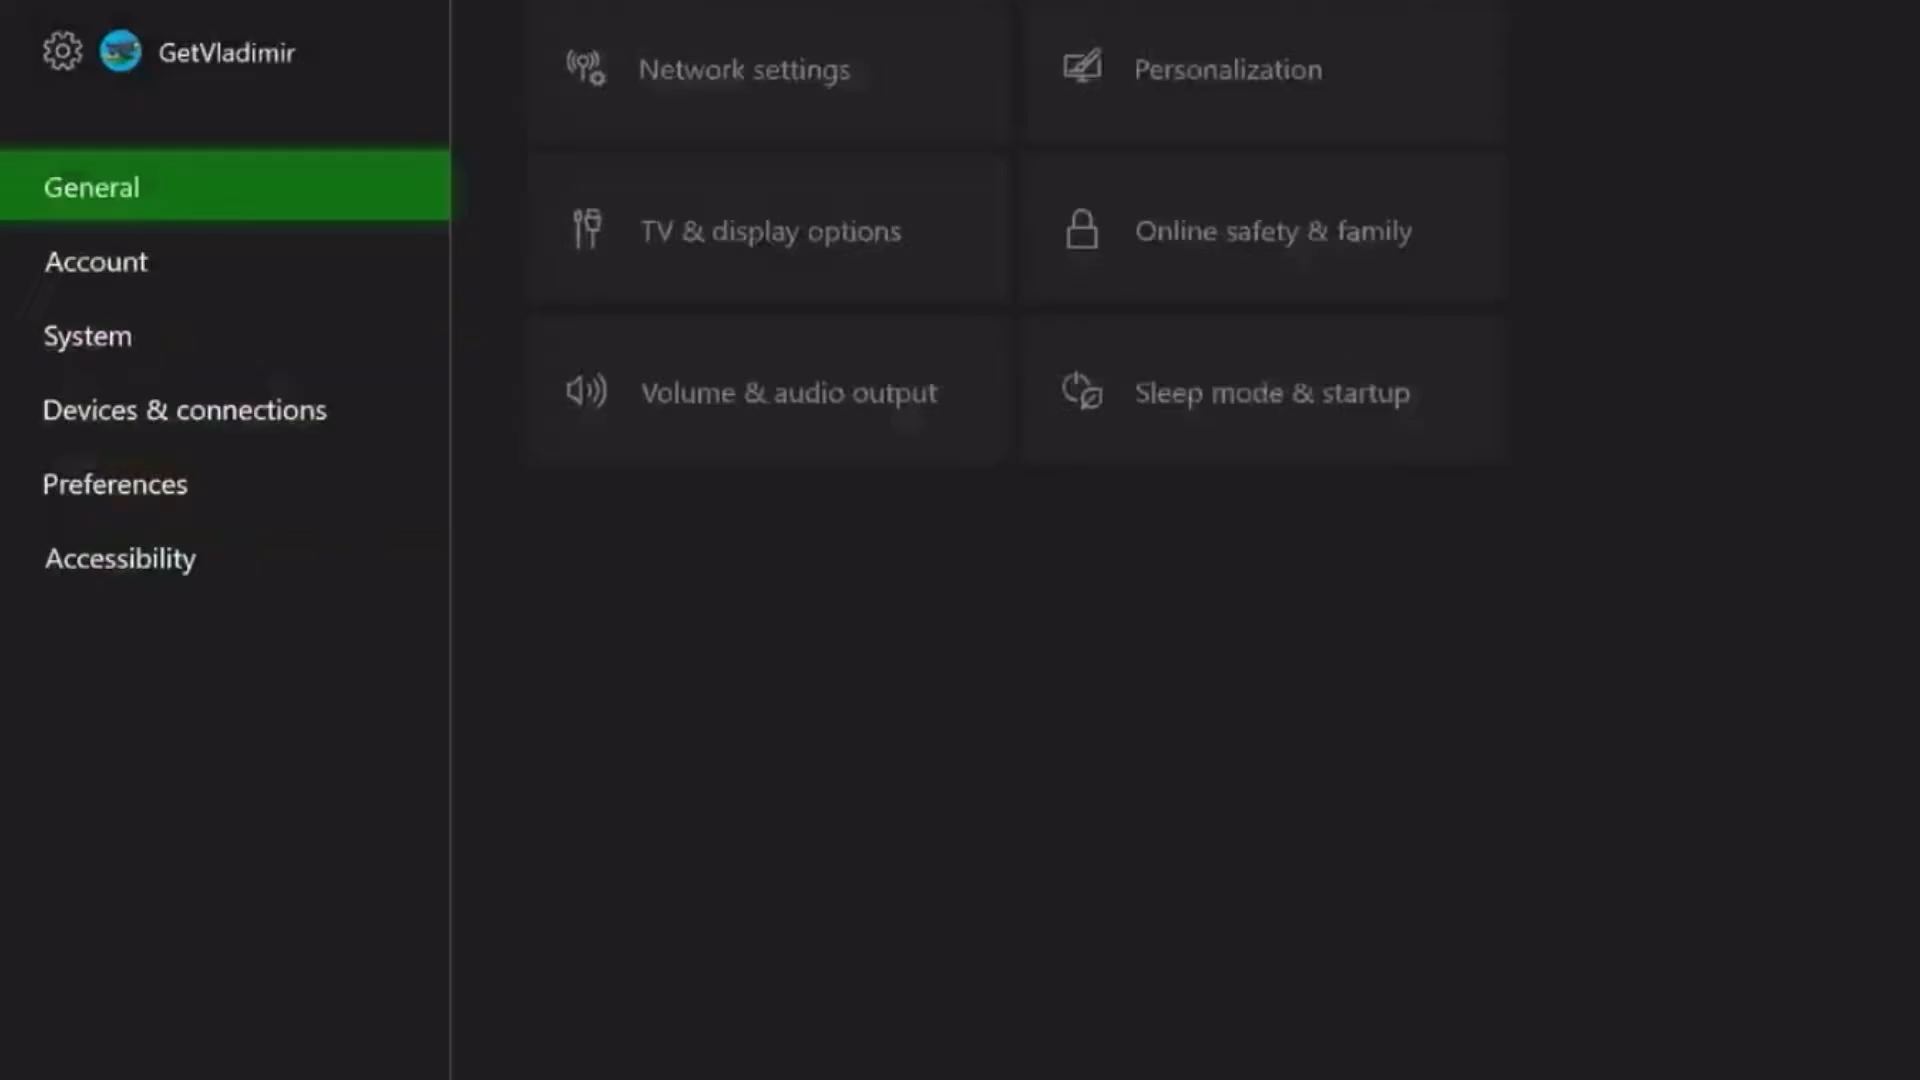 GetVladimir
General
Account
System
Devices & connections
Preferences
Accessibility
Network settings
Personalization
TV & display options
Online safety & family
Volume & audio output
Sleep mode & startup